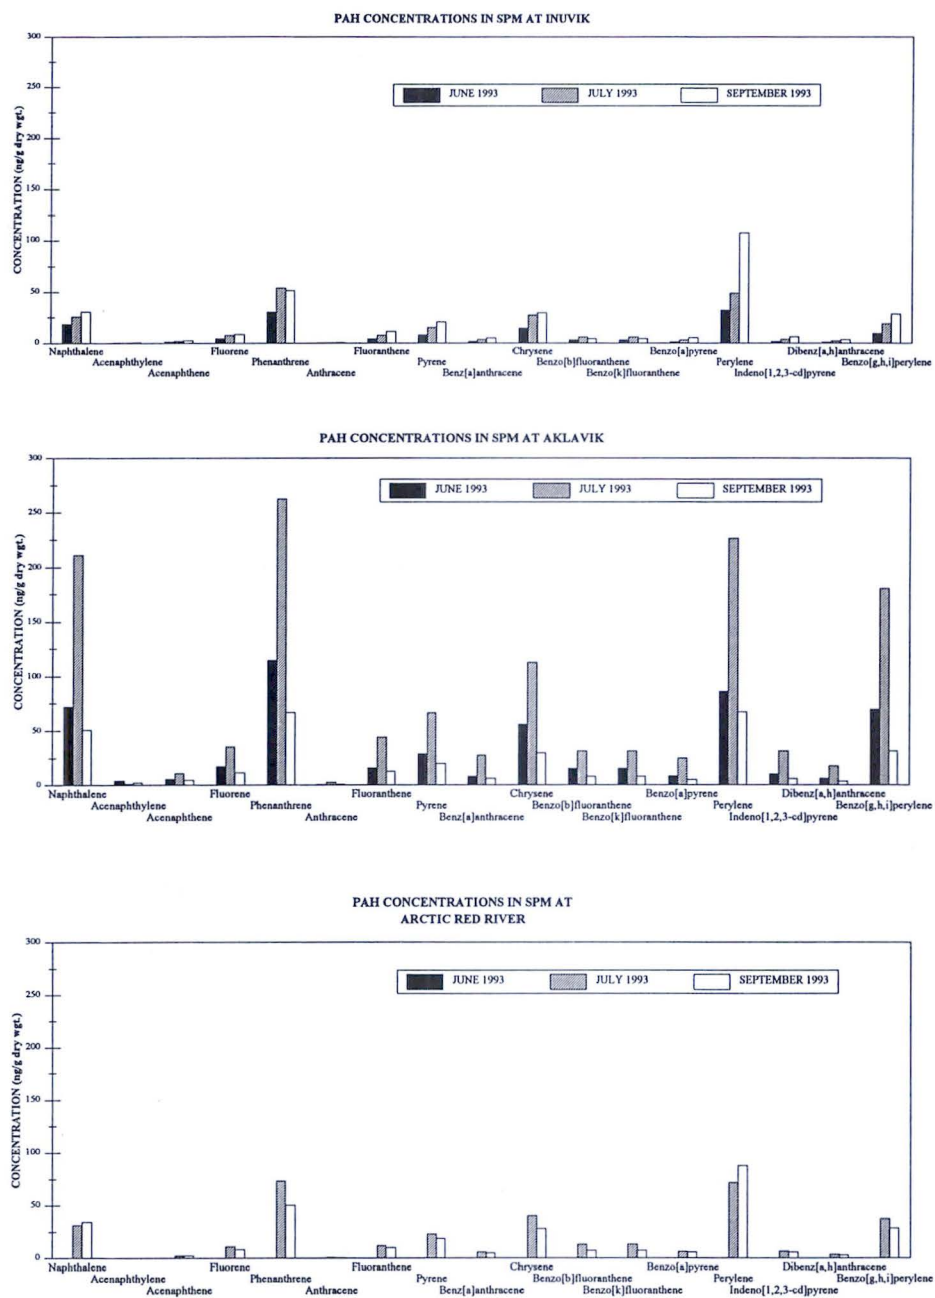 PAH CONCENTRATIONS IN SPM AT INUVIK
300
250
200
150
100
50
0
CONCENTRATION (ng/g dry wgt.)
JUNE 1993 JULY 1993 SEPTEMBER 1993
Naphthalene Fluorene Phenanthrene Fluoranthene Pyrene Chrysene Benzo[b]fluoranthene Benzo[a]pyrene Perylene Dibenz[a,h]anthracene
Acenaphthylene Acenaphthene Anthracene Benz[a]anthracene Benzo[k]fluoranthene Indeno[1,2,3-cd]pyrene Benzo[g,h,i]perylene
PAH CONCENTRATIONS IN SPM AT AKLAVIK
300
250
200
150
100
50
0
CONCENTRATION (ng/g dry wgt.)
JUNE 1993 JULY 1993 SEPTEMBER 1993
Naphthalene Fluorene Phenanthrene Fluoranthene Pyrene Chrysene Benzo[b]fluoranthene Benzo[a]pyrene Perylene Dibenz[a,h]anthracene
Acenaphthylene Acenaphthene Anthracene Benz[a]anthracene Benzo[k]fluoranthene Indeno[1,2,3-cd]pyrene Benzo[g,h,i]perylene
PAH CONCENTRATIONS IN SPM AT
ARCTIC RED RIVER
300
250
200
150
100
50
0
CONCENTRATION (ng/g dry wgt.)
JUNE 1993 JULY 1993 SEPTEMBER 1993
Naphthalene Fluorene Phenanthrene Fluoranthene Pyrene Chrysene Benzo[b]fluoranthene Benzo[a]pyrene Perylene Dibenz[a,h]anthracene
Acenaphthylene Acenaphthene Anthracene Benz[a]anthracene Benzo[k]fluoranthene Indeno[1,2,3-cd]pyrene Benzo[g,h,i]perylene